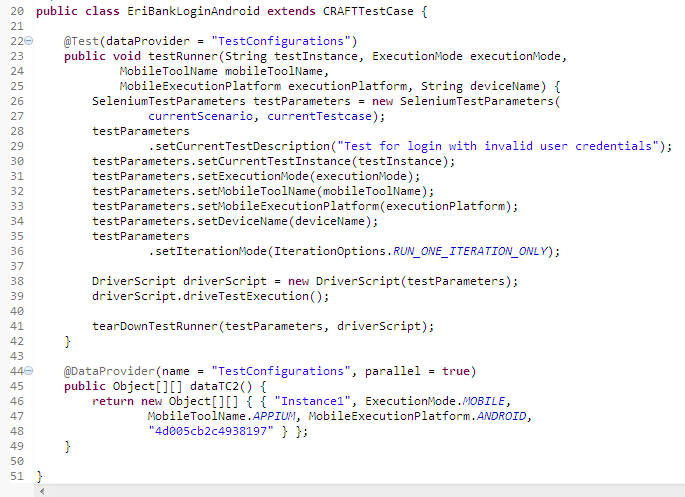 20 public class EriBankLoginAndroid extends CRAFTTestCase {
21
22 @Test(dataProvider = "TestConfigurations")
23 public void testRunner(String testInstance, ExecutionMode executionMode,
24 MobileToolName mobileToolName,
25 MobileExecutionPlatform executionPlatform, String deviceName) {
26 SeleniumTestParameters testParameters = new SeleniumTestParameters(
27 currentScenario, currentTestcase);
28 testParameters
29 .setCurrentTestDescription("Test for login with invalid user credentials");
30 testParameters.setCurrentTestInstance(testInstance);
31 testParameters.setExecutionMode(executionMode);
32 testParameters.setMobileToolName(mobileToolName);
33 testParameters.setMobileExecutionPlatform(executionPlatform);
34 testParameters.setDeviceName(deviceName);
35 testParameters
36 .setIterationMode(IterationOptions.RUN_ONE_ITERATION_ONLY);
37
38 DriverScript driverScript = new DriverScript(testParameters);
39 driverScript.driveTestExecution();
40
41 tearDownTestRunner(testParameters, driverScript);
42 }
43
44 @DataProvider(name = "TestConfigurations", parallel = true)
45 public Object[][] dataTC2() {
46 return new Object[][] { { "Instance1", ExecutionMode.MOBILE,
47 MobileToolName.APPIUM, MobileExecutionPlatform.ANDROID,
48 "4d005cb2c4938197" } };
49 }
50
51 }